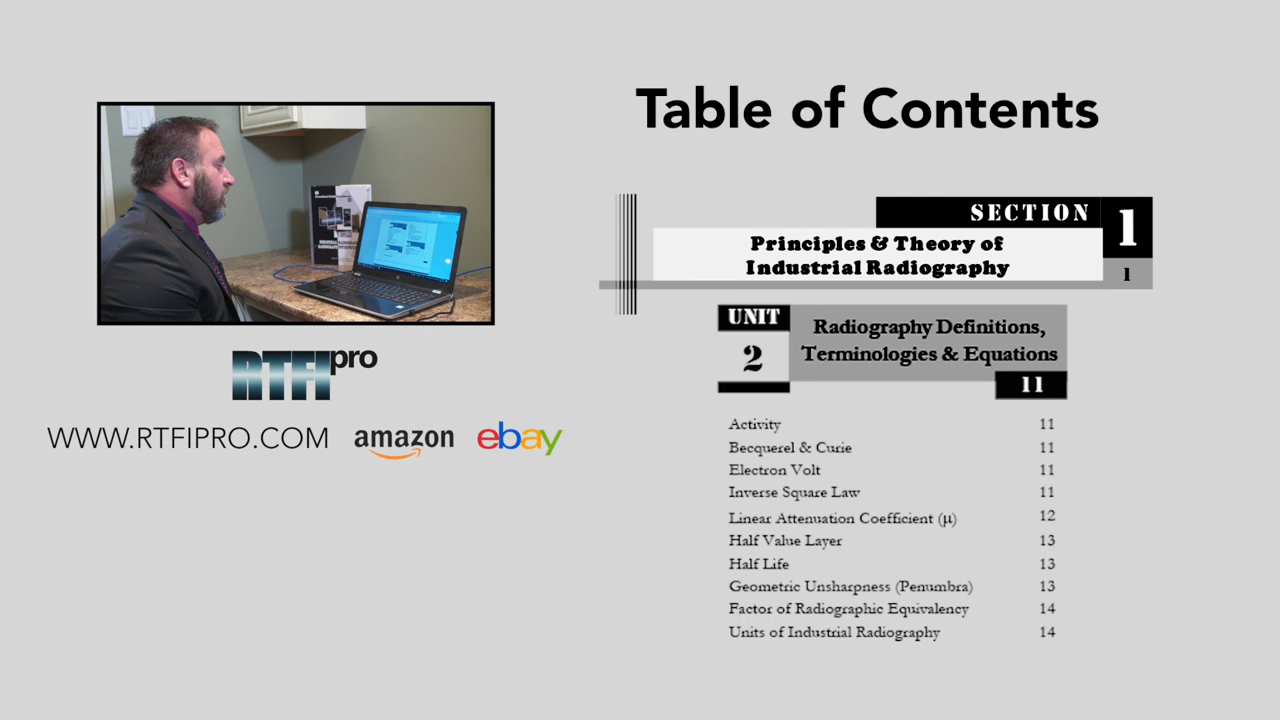 Table of Contents
SECTION 1
Principles & Theory of
Industrial Radiography
1
UNIT
2
Radiography Definitions,
Terminologies & Equations
11
Activity 11
Becquerel & Curie 11
Electron Volt 11
Inverse Square Law 11
Linear Attenuation Coefficient (µ) 12
Half Value Layer 13
Half Life 13
Geometric Unsharpness (Penumbra) 13
Factor of Radiographic Equivalency 14
Units of Industrial Radiography 14
RTFIpro
WWW.RTFIPRO.COM amazon ebay